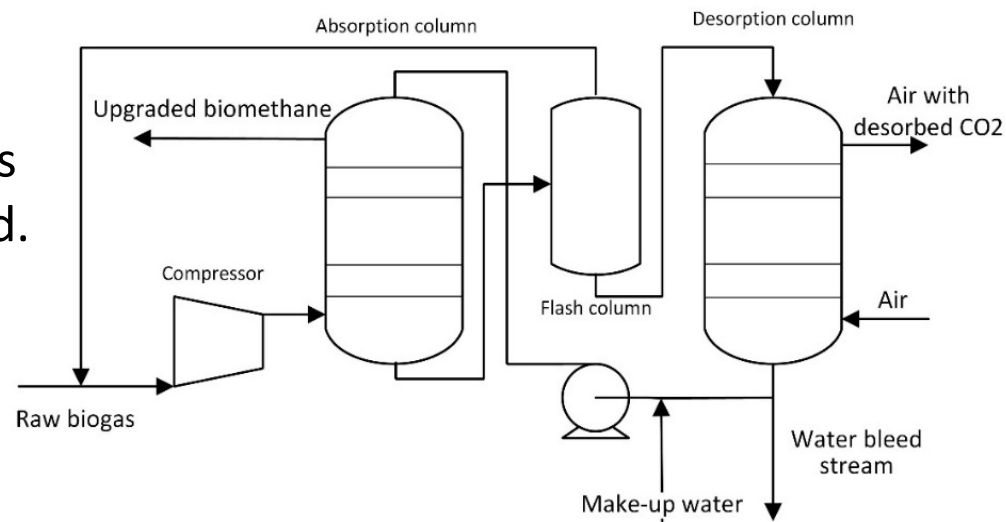 Absorption column
Desorption column
Upgraded biomethane
Air with
desorbed CO2
s
d.
Compressor
Flash column
Air
Raw biogas
Water bleed
stream
Make-up water